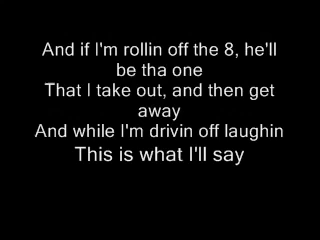 And if I'm rollin off the 8, he'll
be tha one
That I take out, and then get
away
And while I'm drivin off laughin
This is what I'll say